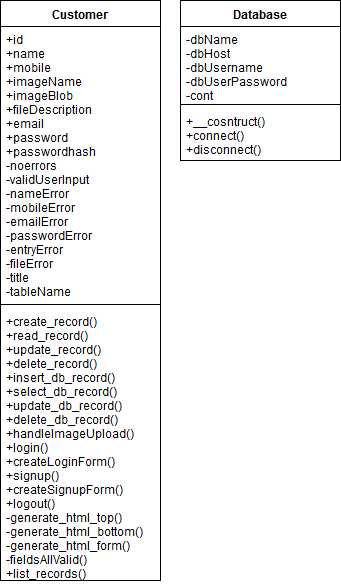 Customer
+id
+name
+mobile
+imageName
+imageBlob
+fileDescription
+email
+password
+passwordhash
-noerrors
-validUserInput
-nameError
-mobileError
-emailError
-passwordError
-entryError
-fileError
-title
-tableName
+create_record()
+read_record()
+update_record()
+delete_record()
+insert_db_record()
+select_db_record()
+update_db_record()
+delete_db_record()
+handleImageUpload()
+login()
+createLoginForm()
+signup()
+createSignupForm()
+logout()
-generate_html_top()
-generate_html_bottom()
-generate_html_form()
-fieldsAllValid()
+list_records()
Database
-dbName
-dbHost
-dbUsername
-dbUserPassword
-cont
+__cosntruct()
+connect()
+disconnect()